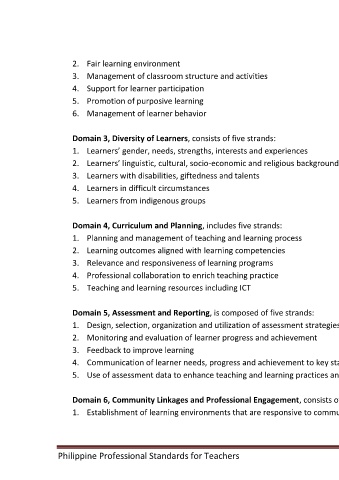 2. Fair learning environment
3. Management of classroom structure and activities
4. Support for learner participation
5. Promotion of purposive learning
6. Management of learner behavior
Domain 3, Diversity of Learners, consists of five strands:
1. Learners' gender, needs, strengths, interests and experiences
2. Learners' linguistic, cultural, socio-economic and religious background
3. Learners with disabilities, giftedness and talents
4. Learners in difficult circumstances
5. Learners from indigenous groups
Domain 4, Curriculum and Planning, includes five strands:
1. Planning and management of teaching and learning process
2. Learning outcomes aligned with learning competencies
3. Relevance and responsiveness of learning programs
4. Professional collaboration to enrich teaching practice
5. Teaching and learning resources including ICT
Domain 5, Assessment and Reporting, is composed of five strands:
1. Design, selection, organization and utilization of assessment strategies
2. Monitoring and evaluation of learner progress and achievement
3. Feedback to improve learning
4. Communication of learner needs, progress and achievement to key
5. Use of assessment data to enhance teaching and learning practices
Domain 6, Community Linkages and Professional Engagement, consists
1. Establishment of learning environments that are responsive to
Philippine Professional Standards for Teachers